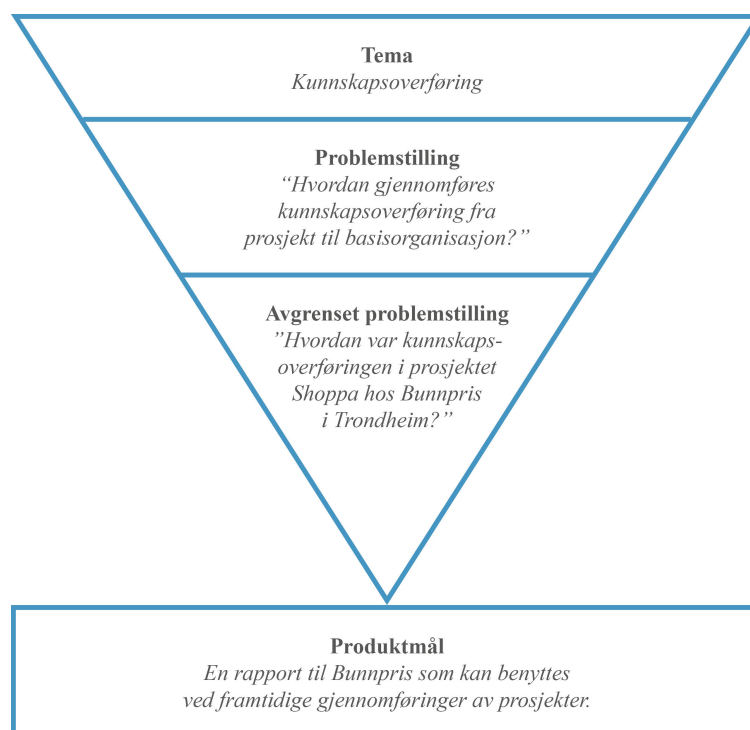 Tema
Kunnskapsoverføring
Problemstilling
“Hvordan gjennomføres
kunnskapsoverføring fra
prosjekt til basisorganisasjon?”
Avgrenset problemstilling
”Hvordan var kunnskaps-
overføringen i prosjektet
Shoppa hos Bunnpris
i Trondheim?”
Produktmål
En rapport til Bunnpris som kan benyttes
ved framtidige gjennomføringer av prosjekter.